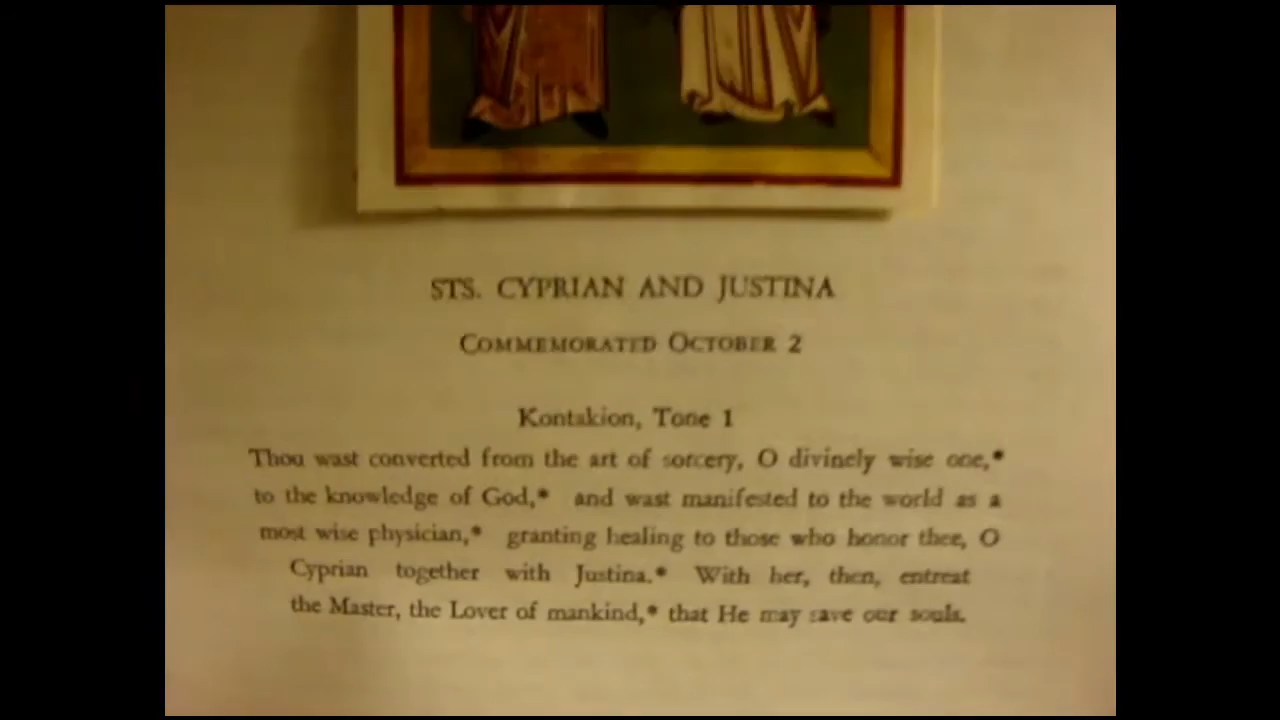 STS. CYPRIAN AND JUSTINA
COMMEMORATED OCTOBER 2
Kontakion, Tone 1
Thou wast converted from the art of sorcery, O divinely wise one,*
to the knowledge of God,* and wast manifested to the world as a
most wise physician,* granting healing to those who honor thee, O
Cyprian together with Justina.* With her, then, entreat
the Master, the Lover of mankind,* that He may save our souls.